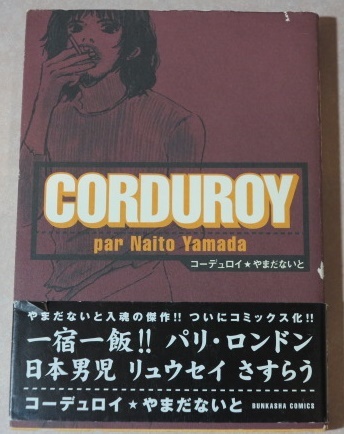 CORDUROY
par Naito Yamada
コーデュロイ★やまだないと
やまだないと入魂の傑作!! ついにコミックス化!!
一宿一飯!! パリ・ロンドン
日本男児 リュウセイ さすらう
コーデュロイ★やまだないと
BUNKASHA COMICS